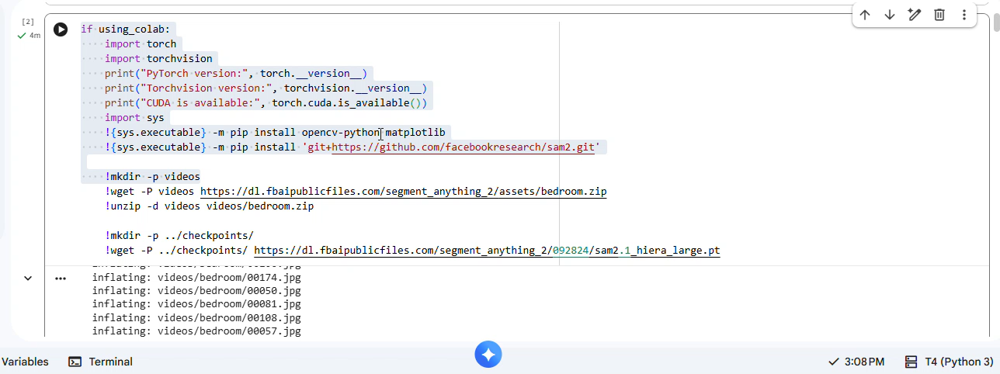 [2]
4m
if using_colab:
    import torch
    import torchvision
    print("PyTorch version:", torch.__version__)
    print("Torchvision version:", torchvision.__version__)
    print("CUDA is available:", torch.cuda.is_available())
    import sys
    !{sys.executable} -m pip install opencv-python matplotlib
    !{sys.executable} -m pip install 'git+https://github.com/facebookresearch/sam2.git'
    !mkdir -p videos
    !wget -P videos https://dl.fbaipublicfiles.com/segment_anything_2/assets/bedroom.zip
    !unzip -d videos videos/bedroom.zip
    !mkdir -p ../checkpoints/
    !wget -P ../checkpoints/ https://dl.fbaipublicfiles.com/segment_anything_2/092824/sam2.1_hiera_large.pt
inflating: videos/bedroom/00174.jpg
inflating: videos/bedroom/00050.jpg
inflating: videos/bedroom/00081.jpg
inflating: videos/bedroom/00108.jpg
inflating: videos/bedroom/00057.jpg
Variables Terminal 3:08 PM T4 (Python 3)